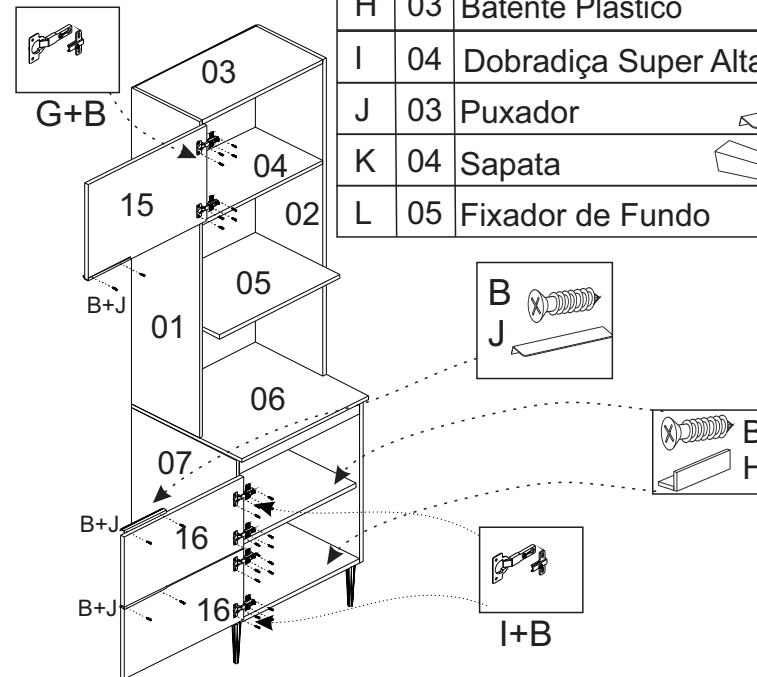 H 03 Batente Plástico
I 04 Dobradiça Super Alta
J 03 Puxador
K 04 Sapata
L 05 Fixador de Fundo
G+B
03
04
15
02
B+J
05
01
06
B
J
07
B
H
B+J
16
B+J
16
I+B